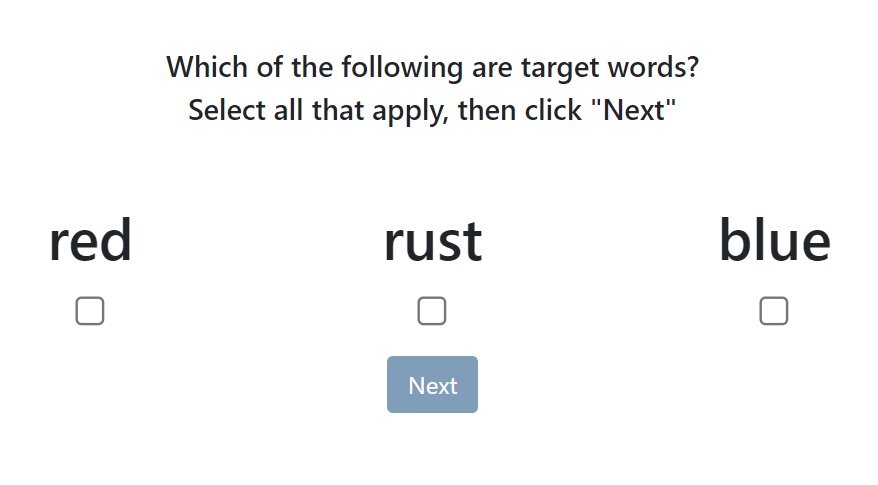 Which of the following are target words?
Select all that apply, then click "Next"
red rust blue
Next